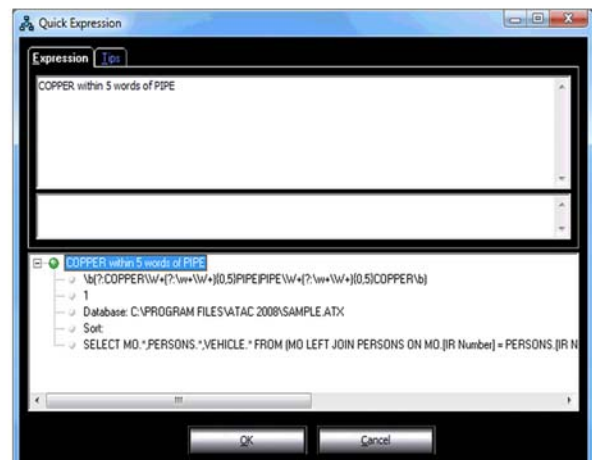 Quick Expression
Expression Tips
COPPER within 5 words of PIPE
COPPER within 5 words of PIPE
\b(?:COPPER\W+(?:\w+\W+){0,5}PIPE|PIPE\W+(?:\w+\W+){0,5}COPPER\b)
1
Database: C:\PROGRAM FILES\ATAC 2008\SAMPLE.ATX
Sort:
SELECT MO.*,PERSONS.*,VEHICLE.* FROM (MO LEFT JOIN PERSONS ON MO.[IR Number] = PERSONS.[IR N
OK Cancel